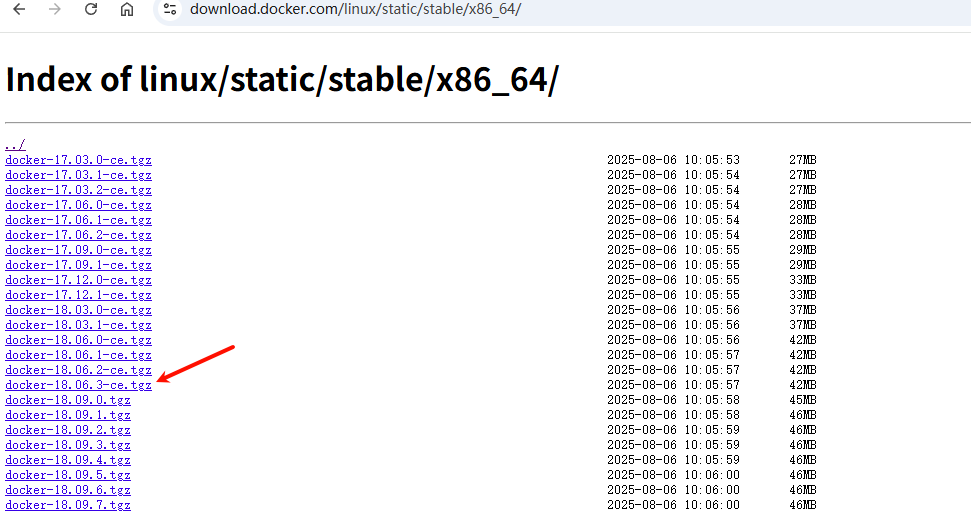 download.docker.com/linux/static/stable/x86_64/
Index of linux/static/stable/x86_64/
../
docker-17.03.0-ce.tgz 2025-08-06 10:05:53 27MB
docker-17.03.1-ce.tgz 2025-08-06 10:05:54 27MB
docker-17.03.2-ce.tgz 2025-08-06 10:05:54 27MB
docker-17.06.0-ce.tgz 2025-08-06 10:05:54 28MB
docker-17.06.1-ce.tgz 2025-08-06 10:05:54 28MB
docker-17.06.2-ce.tgz 2025-08-06 10:05:54 28MB
docker-17.09.0-ce.tgz 2025-08-06 10:05:55 29MB
docker-17.09.1-ce.tgz 2025-08-06 10:05:55 29MB
docker-17.12.0-ce.tgz 2025-08-06 10:05:55 33MB
docker-17.12.1-ce.tgz 2025-08-06 10:05:55 33MB
docker-18.03.0-ce.tgz 2025-08-06 10:05:56 37MB
docker-18.03.1-ce.tgz 2025-08-06 10:05:56 37MB
docker-18.06.0-ce.tgz 2025-08-06 10:05:56 42MB
docker-18.06.1-ce.tgz 2025-08-06 10:05:57 42MB
docker-18.06.2-ce.tgz 2025-08-06 10:05:57 42MB
docker-18.06.3-ce.tgz 2025-08-06 10:05:57 42MB
docker-18.09.0.tgz 2025-08-06 10:05:58 45MB
docker-18.09.1.tgz 2025-08-06 10:05:58 46MB
docker-18.09.2.tgz 2025-08-06 10:05:59 46MB
docker-18.09.3.tgz 2025-08-06 10:05:59 46MB
docker-18.09.4.tgz 2025-08-06 10:05:59 46MB
docker-18.09.5.tgz 2025-08-06 10:06:00 46MB
docker-18.09.6.tgz 2025-08-06 10:06:00 46MB
docker-18.09.7.tgz 2025-08-06 10:06:00 46MB